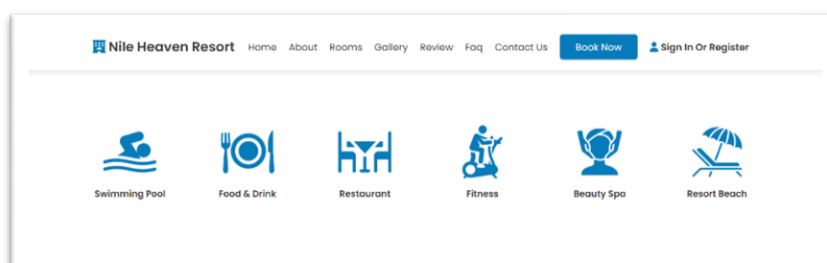 Nile Heaven Resort Home About Rooms Gallery Review Faq Contact Us Book Now Sign In Or Register
Swimming Pool Food & Drink Restaurant Fitness Beauty Spa Resort Beach